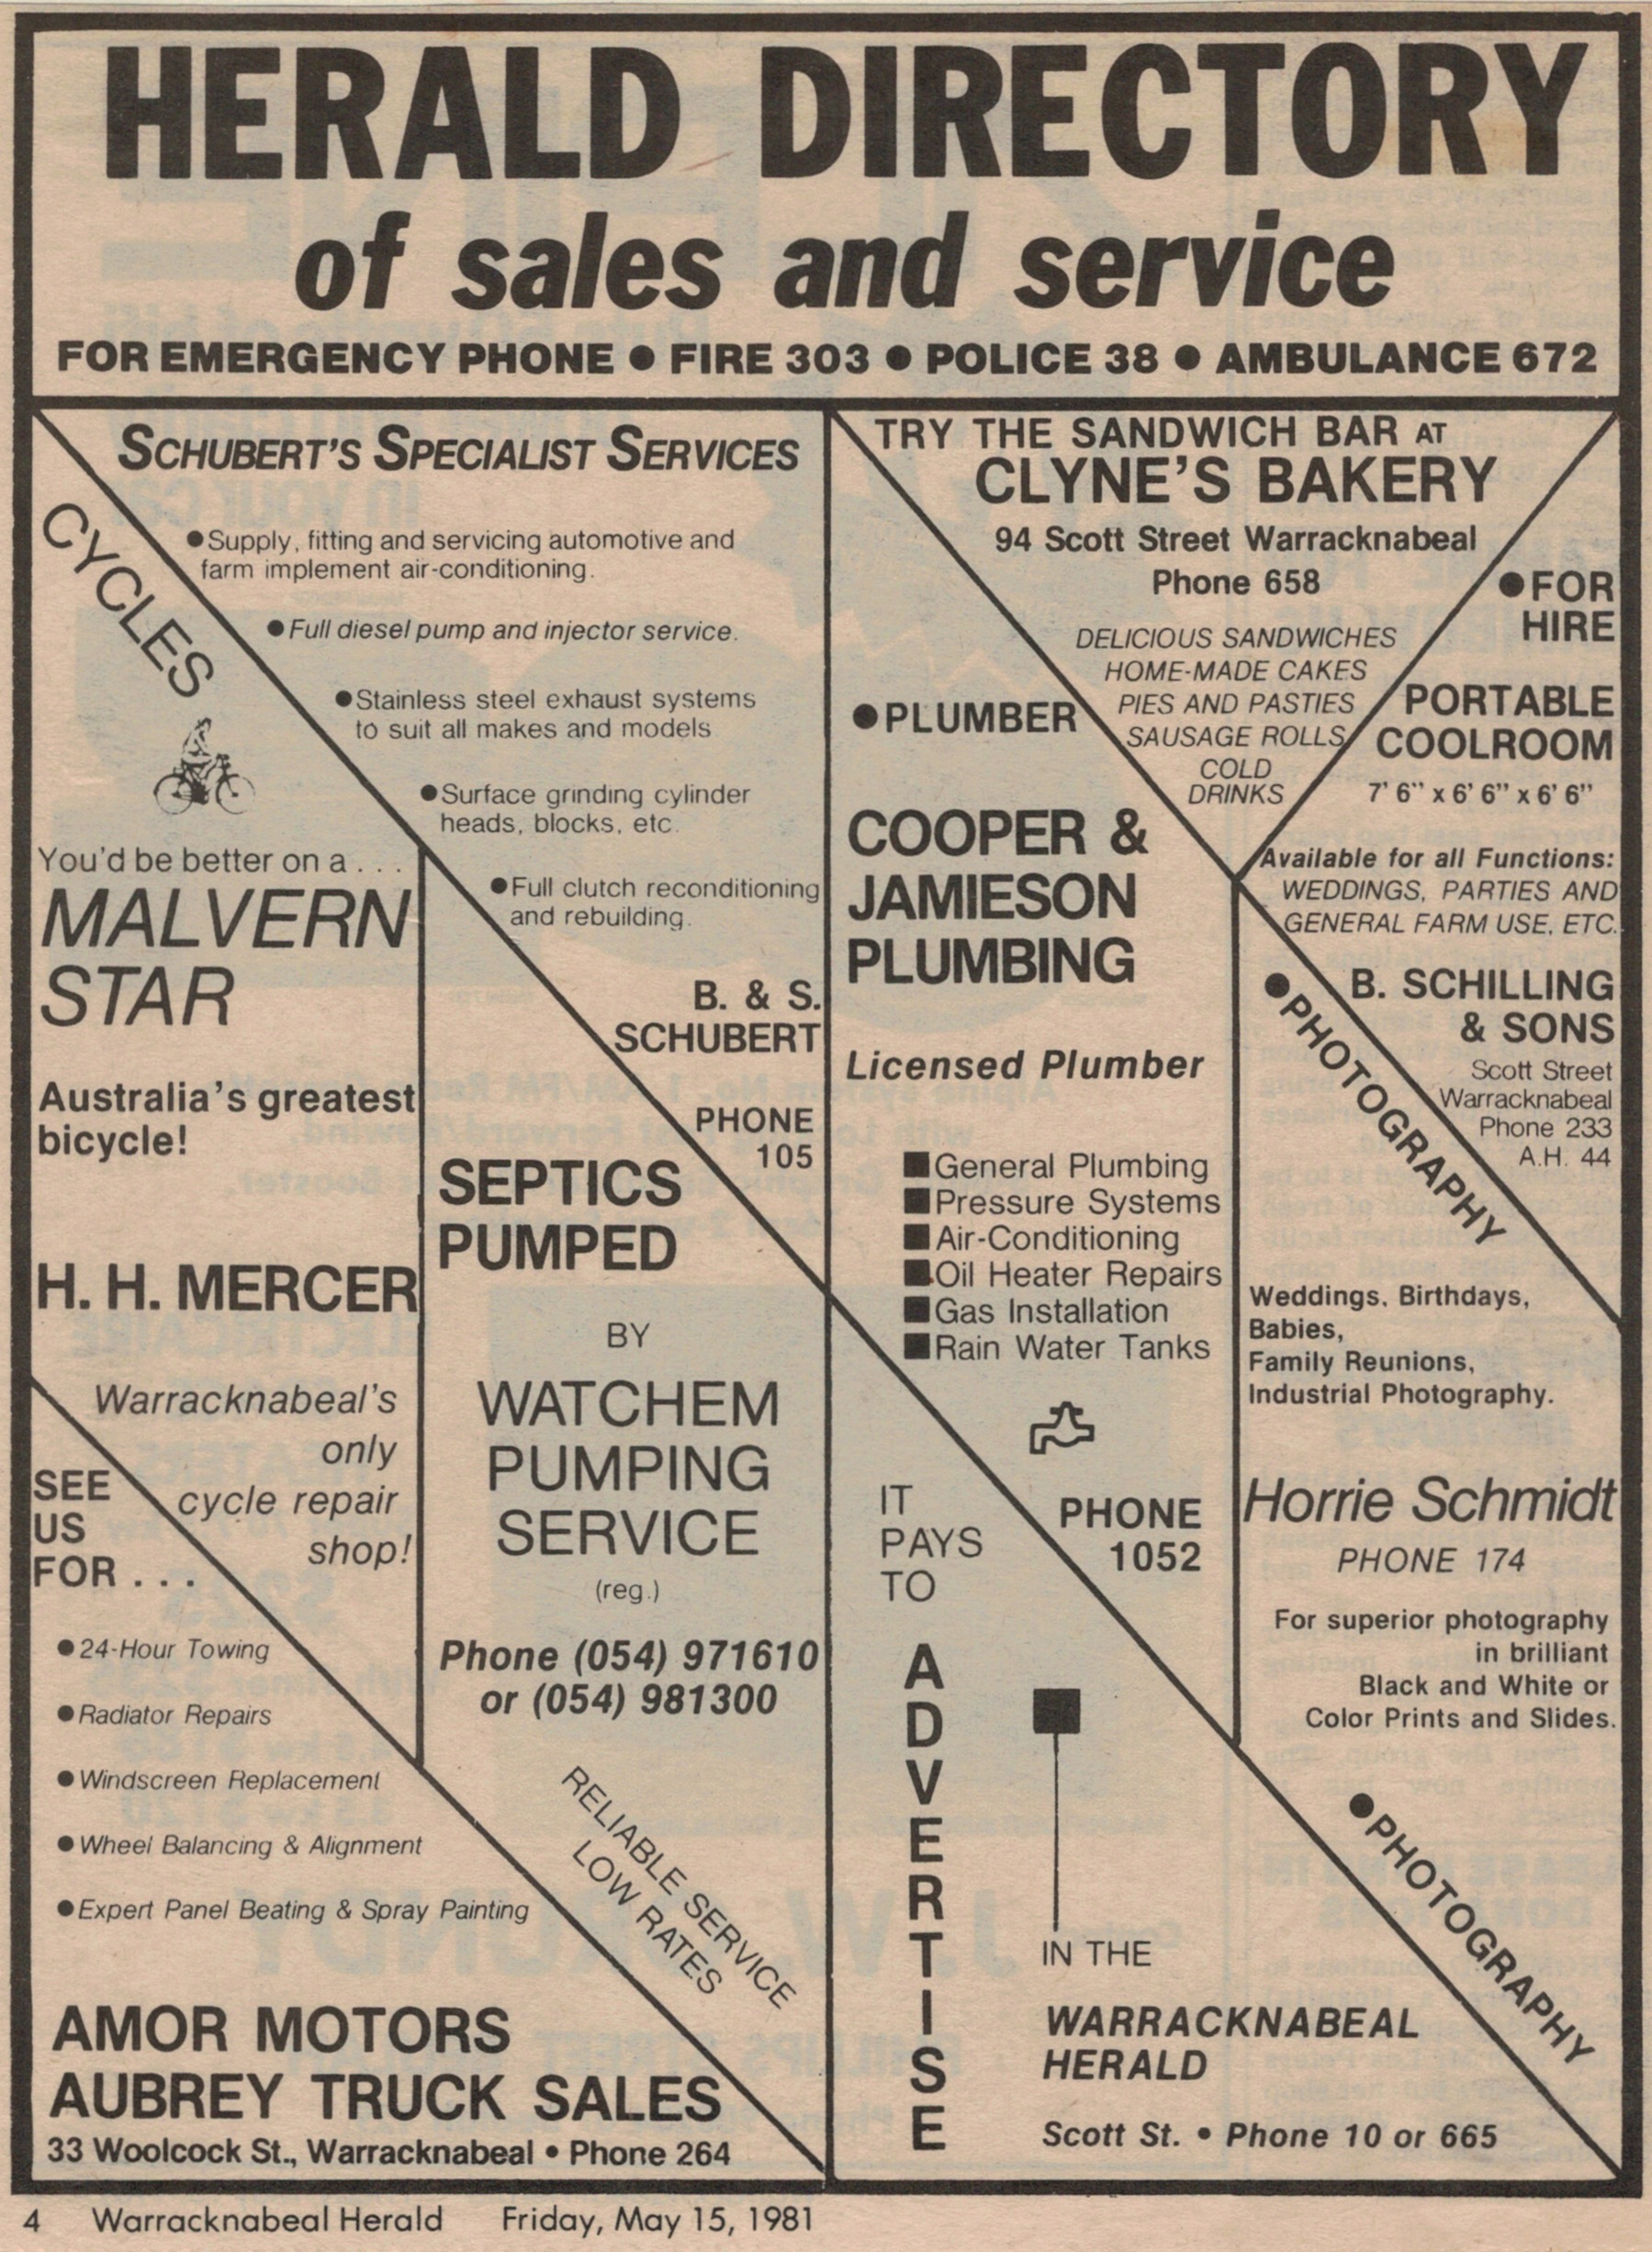 HERALD DIRECTORY
of sales and service
FOR EMERGENCY PHONE ● FIRE 303 ● POLICE 38 ● AMBULANCE 672
SCHUBERT'S SPECIALIST SERVICES
●Supply, fitting and servicing automotive and
farm implement air-conditioning.
●Full diesel pump and injector service.
●Stainless steel exhaust systems
to suit all makes and models
●Surface grinding cylinder
heads, blocks, etc.
●Full clutch reconditioning
and rebuilding.
B. & S.
SCHUBERT
PHONE
105
CYCLES
You'd be better on a . . .
MALVERN
STAR
Australia's greatest
bicycle!
H. H. MERCER
Warracknabeal's
only
cycle repair
shop!
SEPTICS
PUMPED
BY
WATCHEM
PUMPING
SERVICE
(reg.)
Phone (054) 971610
or (054) 981300
RELIABLE SERVICE
LOW RATES
SEE
US
FOR . . .
●24-Hour Towing
●Radiator Repairs
●Windscreen Replacement
●Wheel Balancing & Alignment
●Expert Panel Beating & Spray Painting
AMOR MOTORS
AUBREY TRUCK SALES
33 Woolcock St., Warracknabeal • Phone 264
TRY THE SANDWICH BAR AT
CLYNE'S BAKERY
94 Scott Street Warracknabeal
Phone 658
DELICIOUS SANDWICHES
HOME-MADE CAKES
PIES AND PASTIES
SAUSAGE ROLLS
COLD
DRINKS
●FOR
HIRE
PORTABLE
COOLROOM
7' 6" x 6' 6" x 6' 6"
Available for all Functions:
WEDDINGS, PARTIES AND
GENERAL FARM USE, ETC.
B. SCHILLING
& SONS
Scott Street
Warracknabeal
Phone 233
A.H. 44
●PLUMBER
COOPER &
JAMIESON
PLUMBING
Licensed Plumber
■General Plumbing
■Pressure Systems
■Air-Conditioning
■Oil Heater Repairs
■Gas Installation
■Rain Water Tanks
PHONE
1052
●PHOTOGRAPHY
Weddings, Birthdays,
Babies,
Family Reunions,
Industrial Photography.
Horrie Schmidt
PHONE 174
For superior photography
in brilliant
Black and White or
Color Prints and Slides.
●PHOTOGRAPHY
IT
PAYS
TO
ADVERTISE
IN THE
WARRACKNABEAL
HERALD
Scott St. • Phone 10 or 665
4 Warracknabeal Herald Friday, May 15, 1981